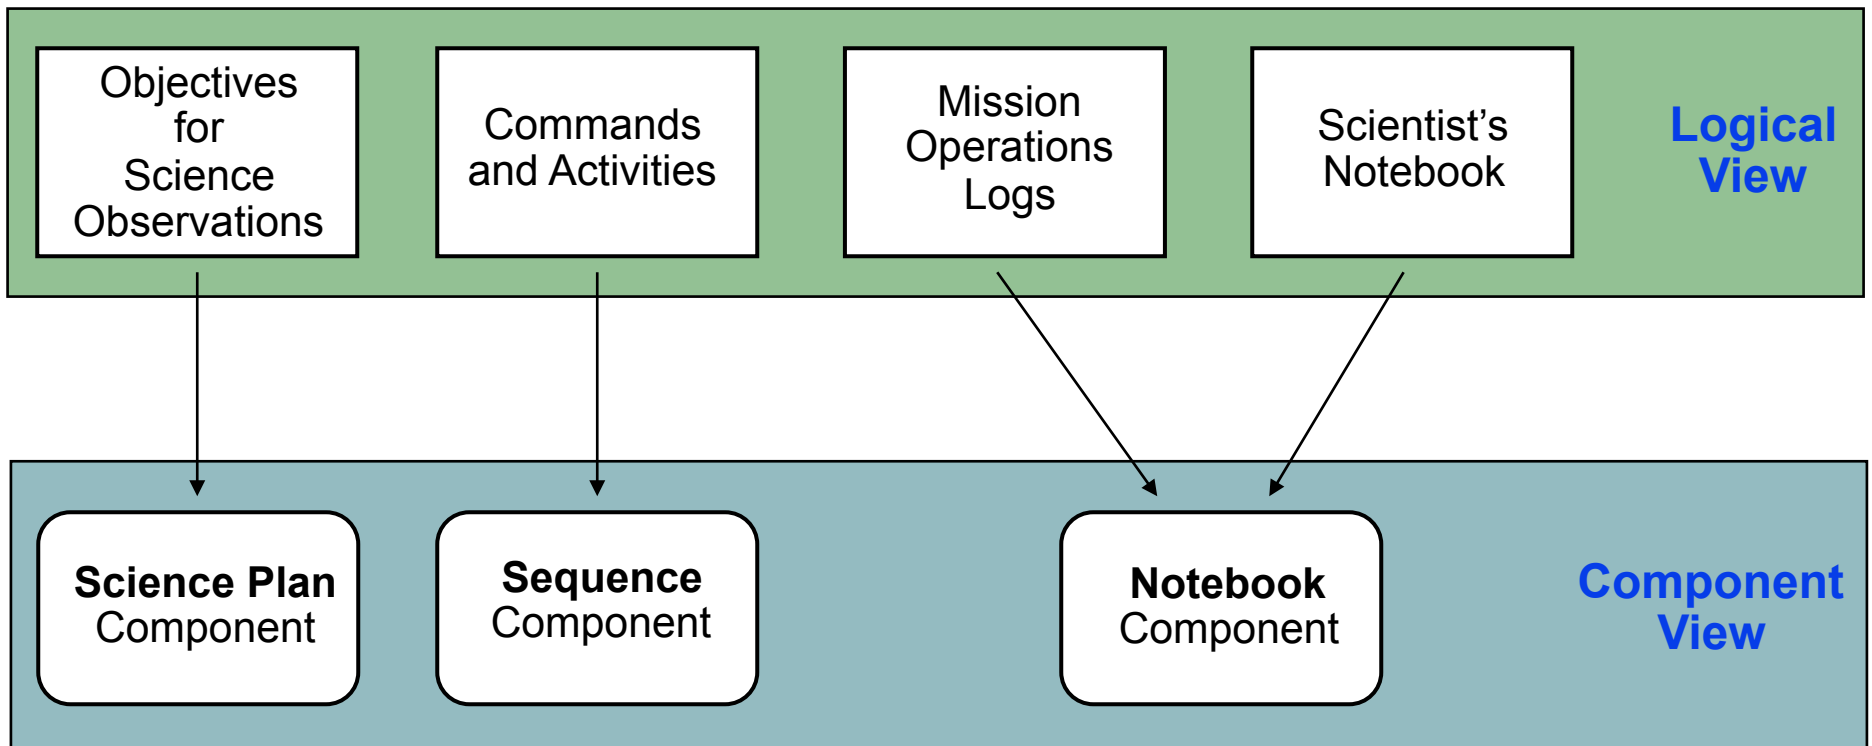 Objectives
for
Science
Observations
Commands
and Activities
Mission
Operations
Logs
Scientist’s
Notebook
Logical
View
Science Plan
Component
Sequence
Component
Notebook
Component
Component
View